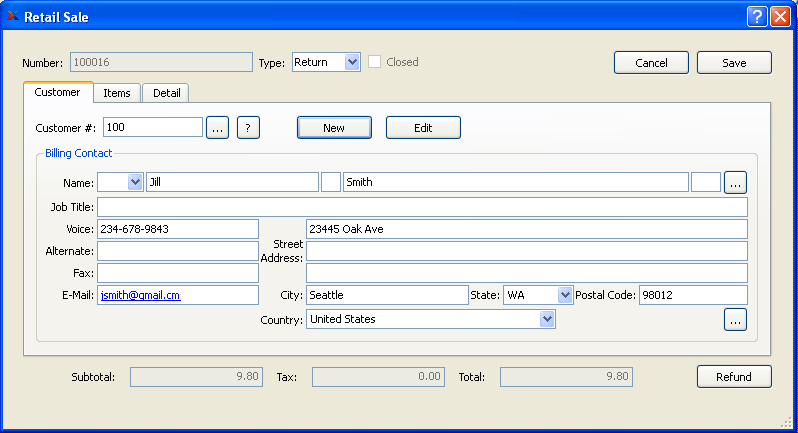 Retail Sale
Number: 100016 Type: Return Closed Cancel Save
Customer Items Detail
Customer #: 100 ... ? New Edit
Billing Contact
Name: Jill Smith ...
Job Title:
Voice: 234-678-9843 23445 Oak Ave
Alternate: Street
Address:
Fax:
E-Mail: jsmith@gmail.cm City: Seattle State: WA Postal Code: 98012
Country: United States ...
Subtotal: 9.80 Tax: 0.00 Total: 9.80 Refund